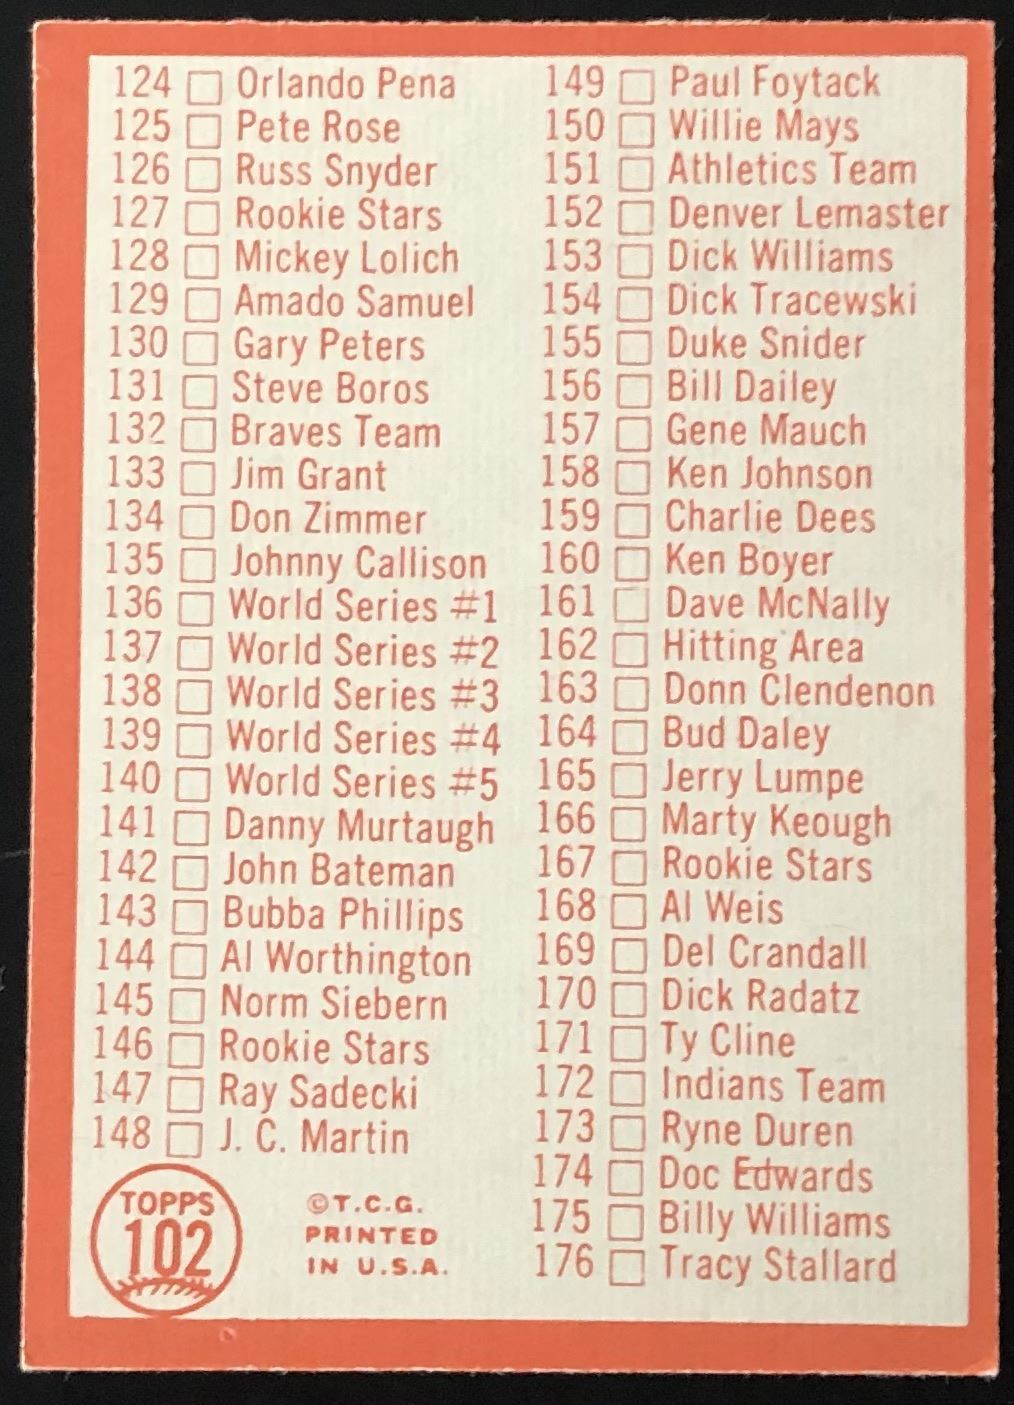 124 Orlando Pena
125 Pete Rose
126 Russ Snyder
127 Rookie Stars
128 Mickey Lolich
129 Amado Samuel
130 Gary Peters
131 Steve Boros
132 Braves Team
133 Jim Grant
134 Don Zimmer
135 Johnny Callison
136 World Series #1
137 World Series #2
138 World Series #3
139 World Series #4
140 World Series #5
141 Danny Murtaugh
142 John Bateman
143 Bubba Phillips
144 Al Worthington
145 Norm Siebern
146 Rookie Stars
147 Ray Sadecki
148 J. C. Martin
TOPPS
102
©T.C.G.
PRINTED
IN U.S.A.
149 Paul Foytack
150 Willie Mays
151 Athletics Team
152 Denver Lemaster
153 Dick Williams
154 Dick Tracewski
155 Duke Snider
156 Bill Dailey
157 Gene Mauch
158 Ken Johnson
159 Charlie Dees
160 Ken Boyer
161 Dave McNally
162 Hitting Area
163 Donn Clendenon
164 Bud Daley
165 Jerry Lumpe
166 Marty Keough
167 Rookie Stars
168 Al Weis
169 Del Crandall
170 Dick Radatz
171 Ty Cline
172 Indians Team
173 Ryne Duren
174 Doc Edwards
175 Billy Williams
176 Tracy Stallard